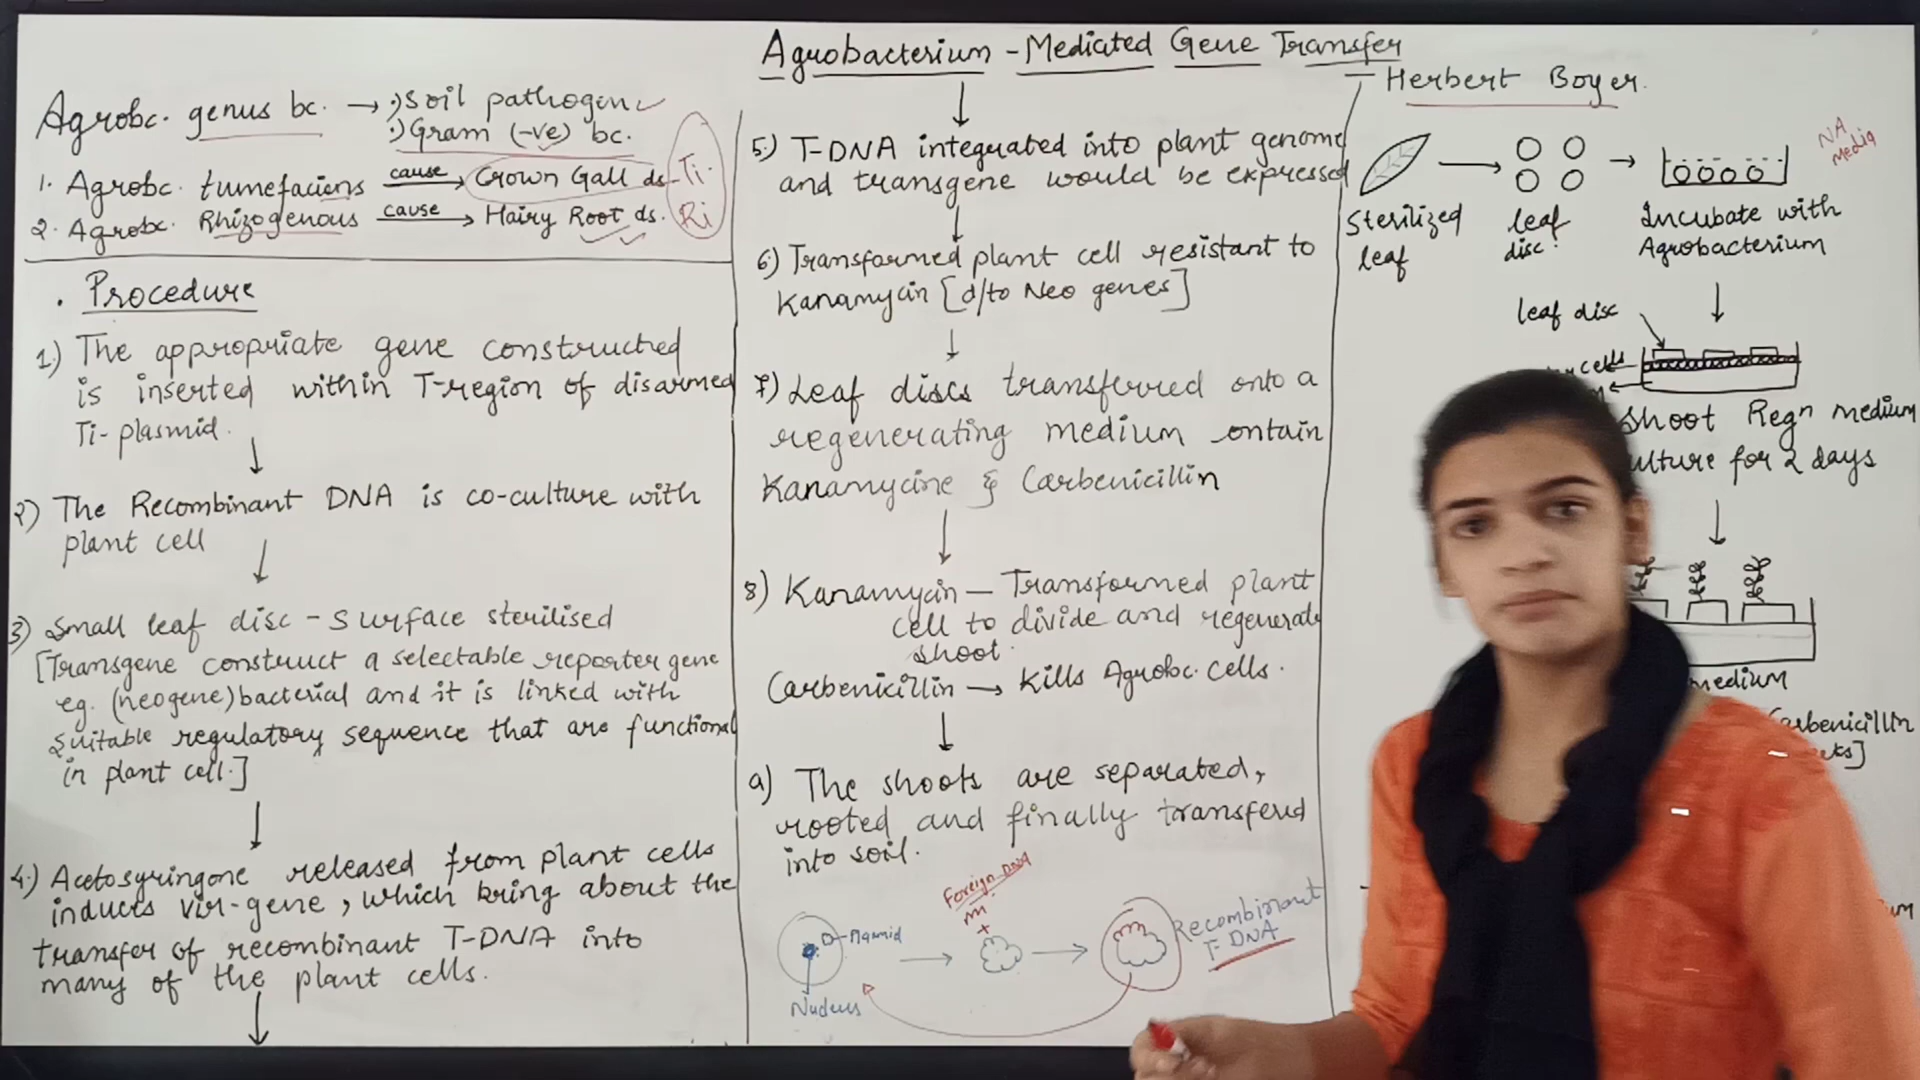 Agrobacterium - Mediated Gene Transfer
- Herbert Boyer.
Agrobc. genus bc. → ·) Soil pathogen
·) Gram (-ve) bc.
1. Agrobc. tumefaciens cause → Crown Gall ds - Ti
2. Agrobc. Rhizogenous cause → Hairy Root ds. Ri
. Procedure
1.) The appropriate gene constructed
is inserted within T-region of disarmed
Ti-plasmid.
2) The Recombinant DNA is co-culture with
plant cell
3) Small leaf disc - surface sterilised
[Transgene construct a selectable reporter gene
eg. (neogene) bacterial and it is linked with
suitable regulatory sequence that are functional
in plant cell.]
4.) Acetosyringone released from plant cells
induces vir-gene, which bring about the
transfer of recombinant T-DNA into
many of the plant cells.
5.) T-DNA integrated into plant genome
and transgene would be expressed
6.) Transformed plant cell resistant to
Kanamycin [d/to Neo genes]
7.) Leaf discs transferred onto a
regenerating medium ontain
Kanamycine & Carbenicillin
8) Kanamycin - Transformed plant
cell to divide and regenerate
shoot.
Carbenicillin → Kills Agrobc. cells.
9) The shoots are separated,
rooted and finally transferd
into soil.
Foreign DNA
+
Nucleus
Recombinant
T-DNA
NA
Media
Sterilized
leaf
leaf
disc
Incubate with
Agrobacterium
leaf disc
cells
Shoot Regn medium
culture for 2 days
medium
Carbenicillin